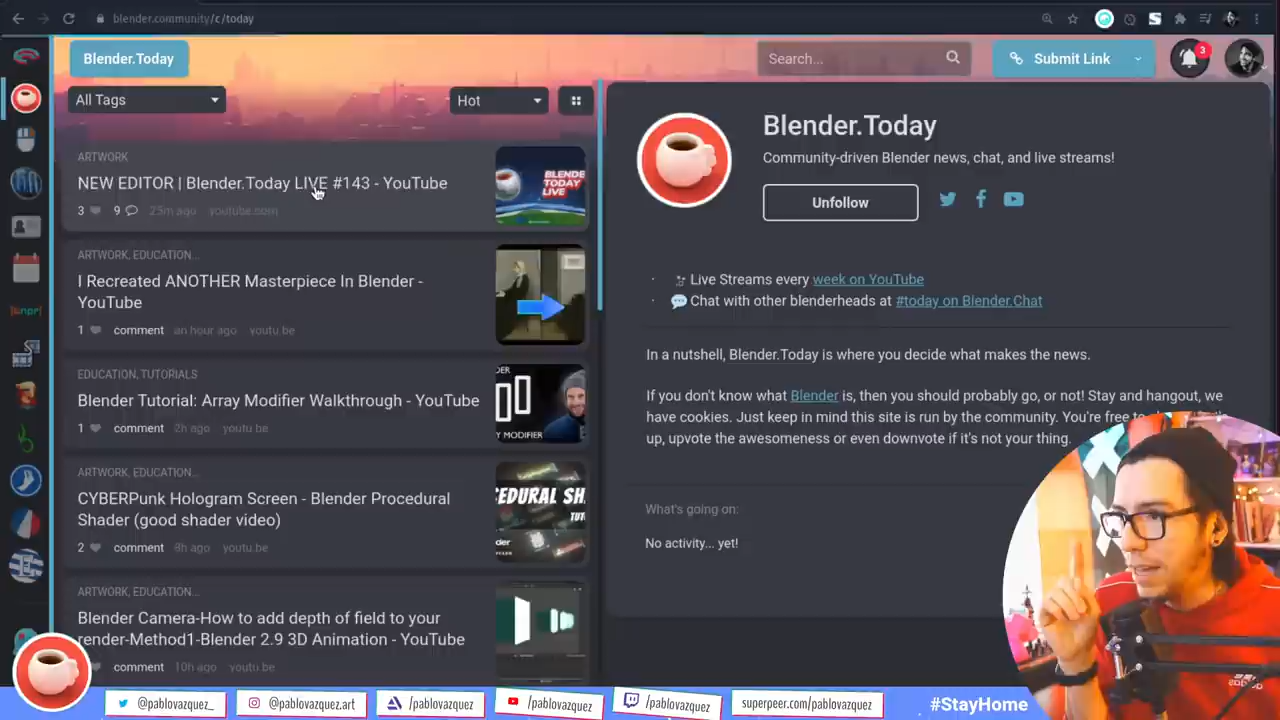 blender.community/c/today
Blender.Today
Search...
Submit Link
3
All Tags
Hot
ARTWORK
NEW EDITOR | Blender.Today LIVE #143 - YouTube
3 9 25m ago youtube.com
BLENDER
TODAY
LIVE
ARTWORK, EDUCATION...
I Recreated ANOTHER Masterpiece In Blender -
YouTube
1 comment an hour ago youtu.be
EDUCATION, TUTORIALS
Blender Tutorial: Array Modifier Walkthrough - YouTube
1 comment 2h ago youtu.be
MODIFIER
ARTWORK, EDUCATION...
CYBERPunk Hologram Screen - Blender Procedural
Shader (good shader video)
2 8h ago youtu.be
ARTWORK, EDUCATION...
Blender Camera-How to add depth of field to your
render-Method1-Blender 2.9 3D Animation - YouTube
comment 10h ago youtu.be
Blender.Today
Community-driven Blender news, chat, and live streams!
Unfollow
· Live Streams every week on YouTube
· Chat with other blenderheads at #today on Blender.Chat
In a nutshell, Blender.Today is where you decide what makes the news.
If you don't know what Blender is, then you should probably go, or not! Stay and hangout, we
have cookies. Just keep in mind this site is run by the community. You're free to
up, upvote the awesomeness or even downvote if it's not your thing.
What's going on:
No activity... yet!
@pablovazquez_
@pablovazquez.art
/pablovazquez
/pablovazquez
/pablovazquez
superpeer.com/pablovazquez
#StayHome